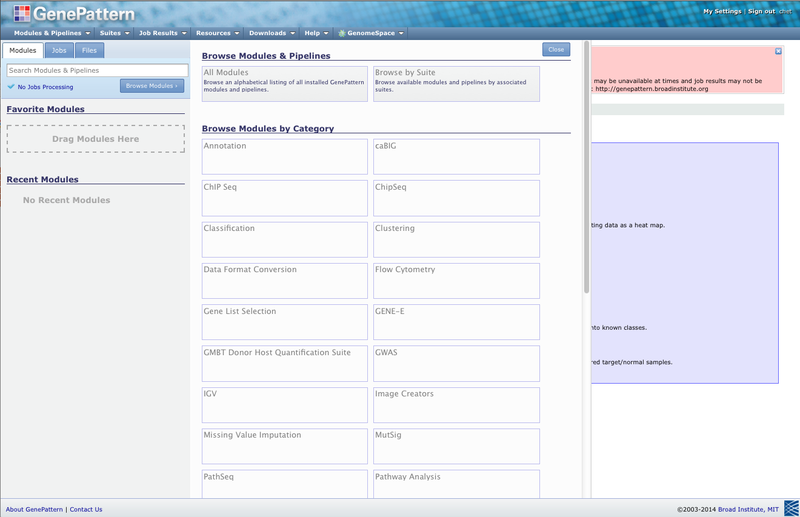 GenePattern
My Settings | Sign out chet
Modules & Pipelines Suites Job Results Resources Downloads Help GenomeSpace
Modules Jobs Files
Search Modules & Pipelines
No Jobs Processing
Browse Modules >
Favorite Modules
Drag Modules Here
Recent Modules
No Recent Modules
Browse Modules & Pipelines
Close
All Modules
Browse an alphabetical listing of all installed GenePattern
modules and pipelines.
Browse by Suite
Browse available modules and pipelines by associated
suites.
Browse Modules by Category
Annotation
caBIG
ChIP Seq
ChipSeq
Classification
Clustering
Data Format Conversion
Flow Cytometry
Gene List Selection
GENE-E
GMBT Donor Host Quantification Suite
GWAS
IGV
Image Creators
Missing Value Imputation
MutSig
PathSeq
Pathway Analysis
may be unavailable at times and job results may not be
http://genepattern.broadinstitute.org
ting data as a heat map.
nto known classes.
red target/normal samples.
About GenePattern | Contact Us
©2003-2014 Broad Institute, MIT